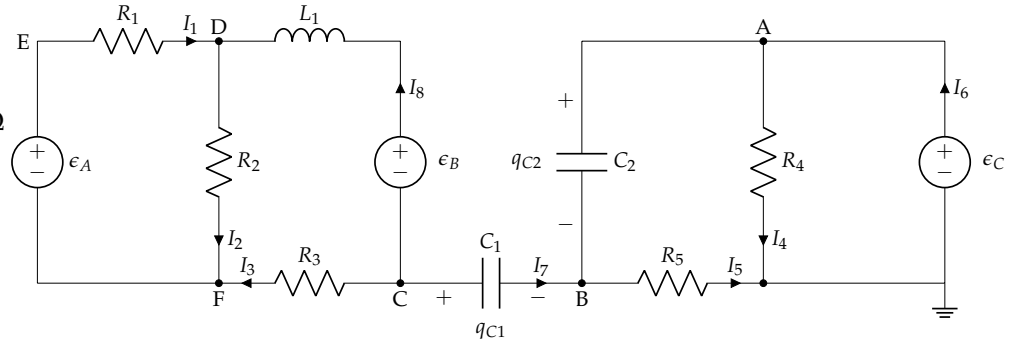 R1 I1 D L1 A
E
I8 I6
+ + + +
Ω
− ϵA R2 − ϵB qC2 C2 R4 − ϵC
−
I2 C1 I4
I3 R3 I7 R5 I5
F C + − B
qC1